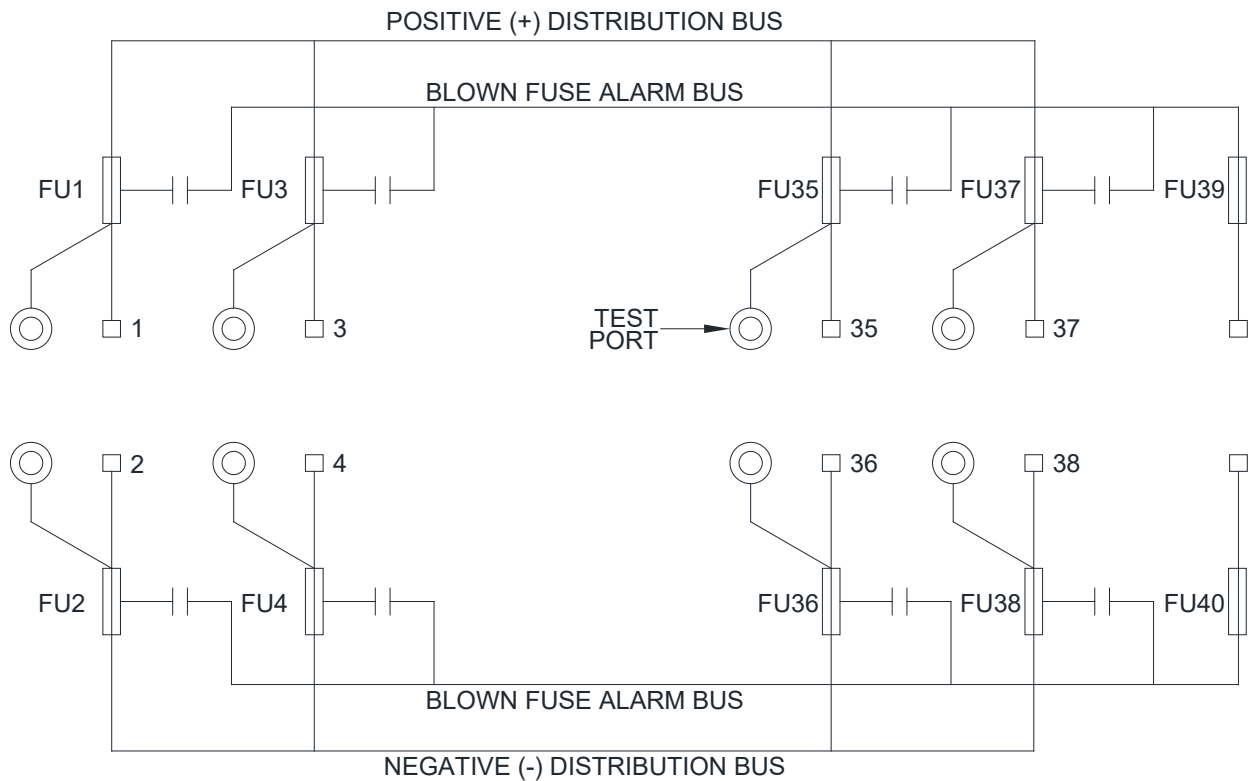 POSITIVE (+) DISTRIBUTION BUS
BLOWN FUSE ALARM BUS
FU1
FU3
FU35
FU37
FU39
1
3
TEST
PORT
35
37
2
4
36
38
FU2
FU4
FU36
FU38
FU40
BLOWN FUSE ALARM BUS
NEGATIVE (-) DISTRIBUTION BUS